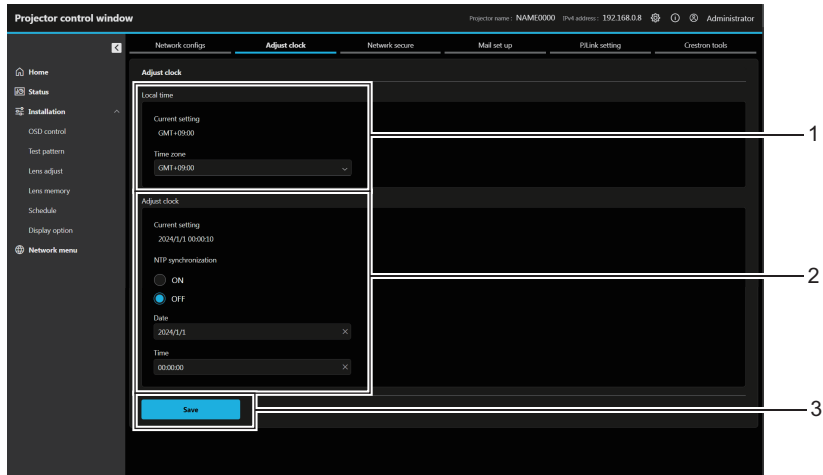 Projector control window
Projector name : NAME0000 IPv4 address : 192.168.0.8 Administrator
Network configs Adjust clock Network secure Mail set up PJLink setting Crestron tools
Home
Status
Installation
OSD control
Test pattern
Lens adjust
Lens memory
Schedule
Display option
Network menu
Adjust clock
Local time
Current setting
GMT+09:00
Time zone
GMT+09:00
1
Adjust clock
Current setting
2024/1/1 00:00:10
NTP synchronization
ON
OFF
2
Date
2024/1/1
Time
00:00:00
Save
3